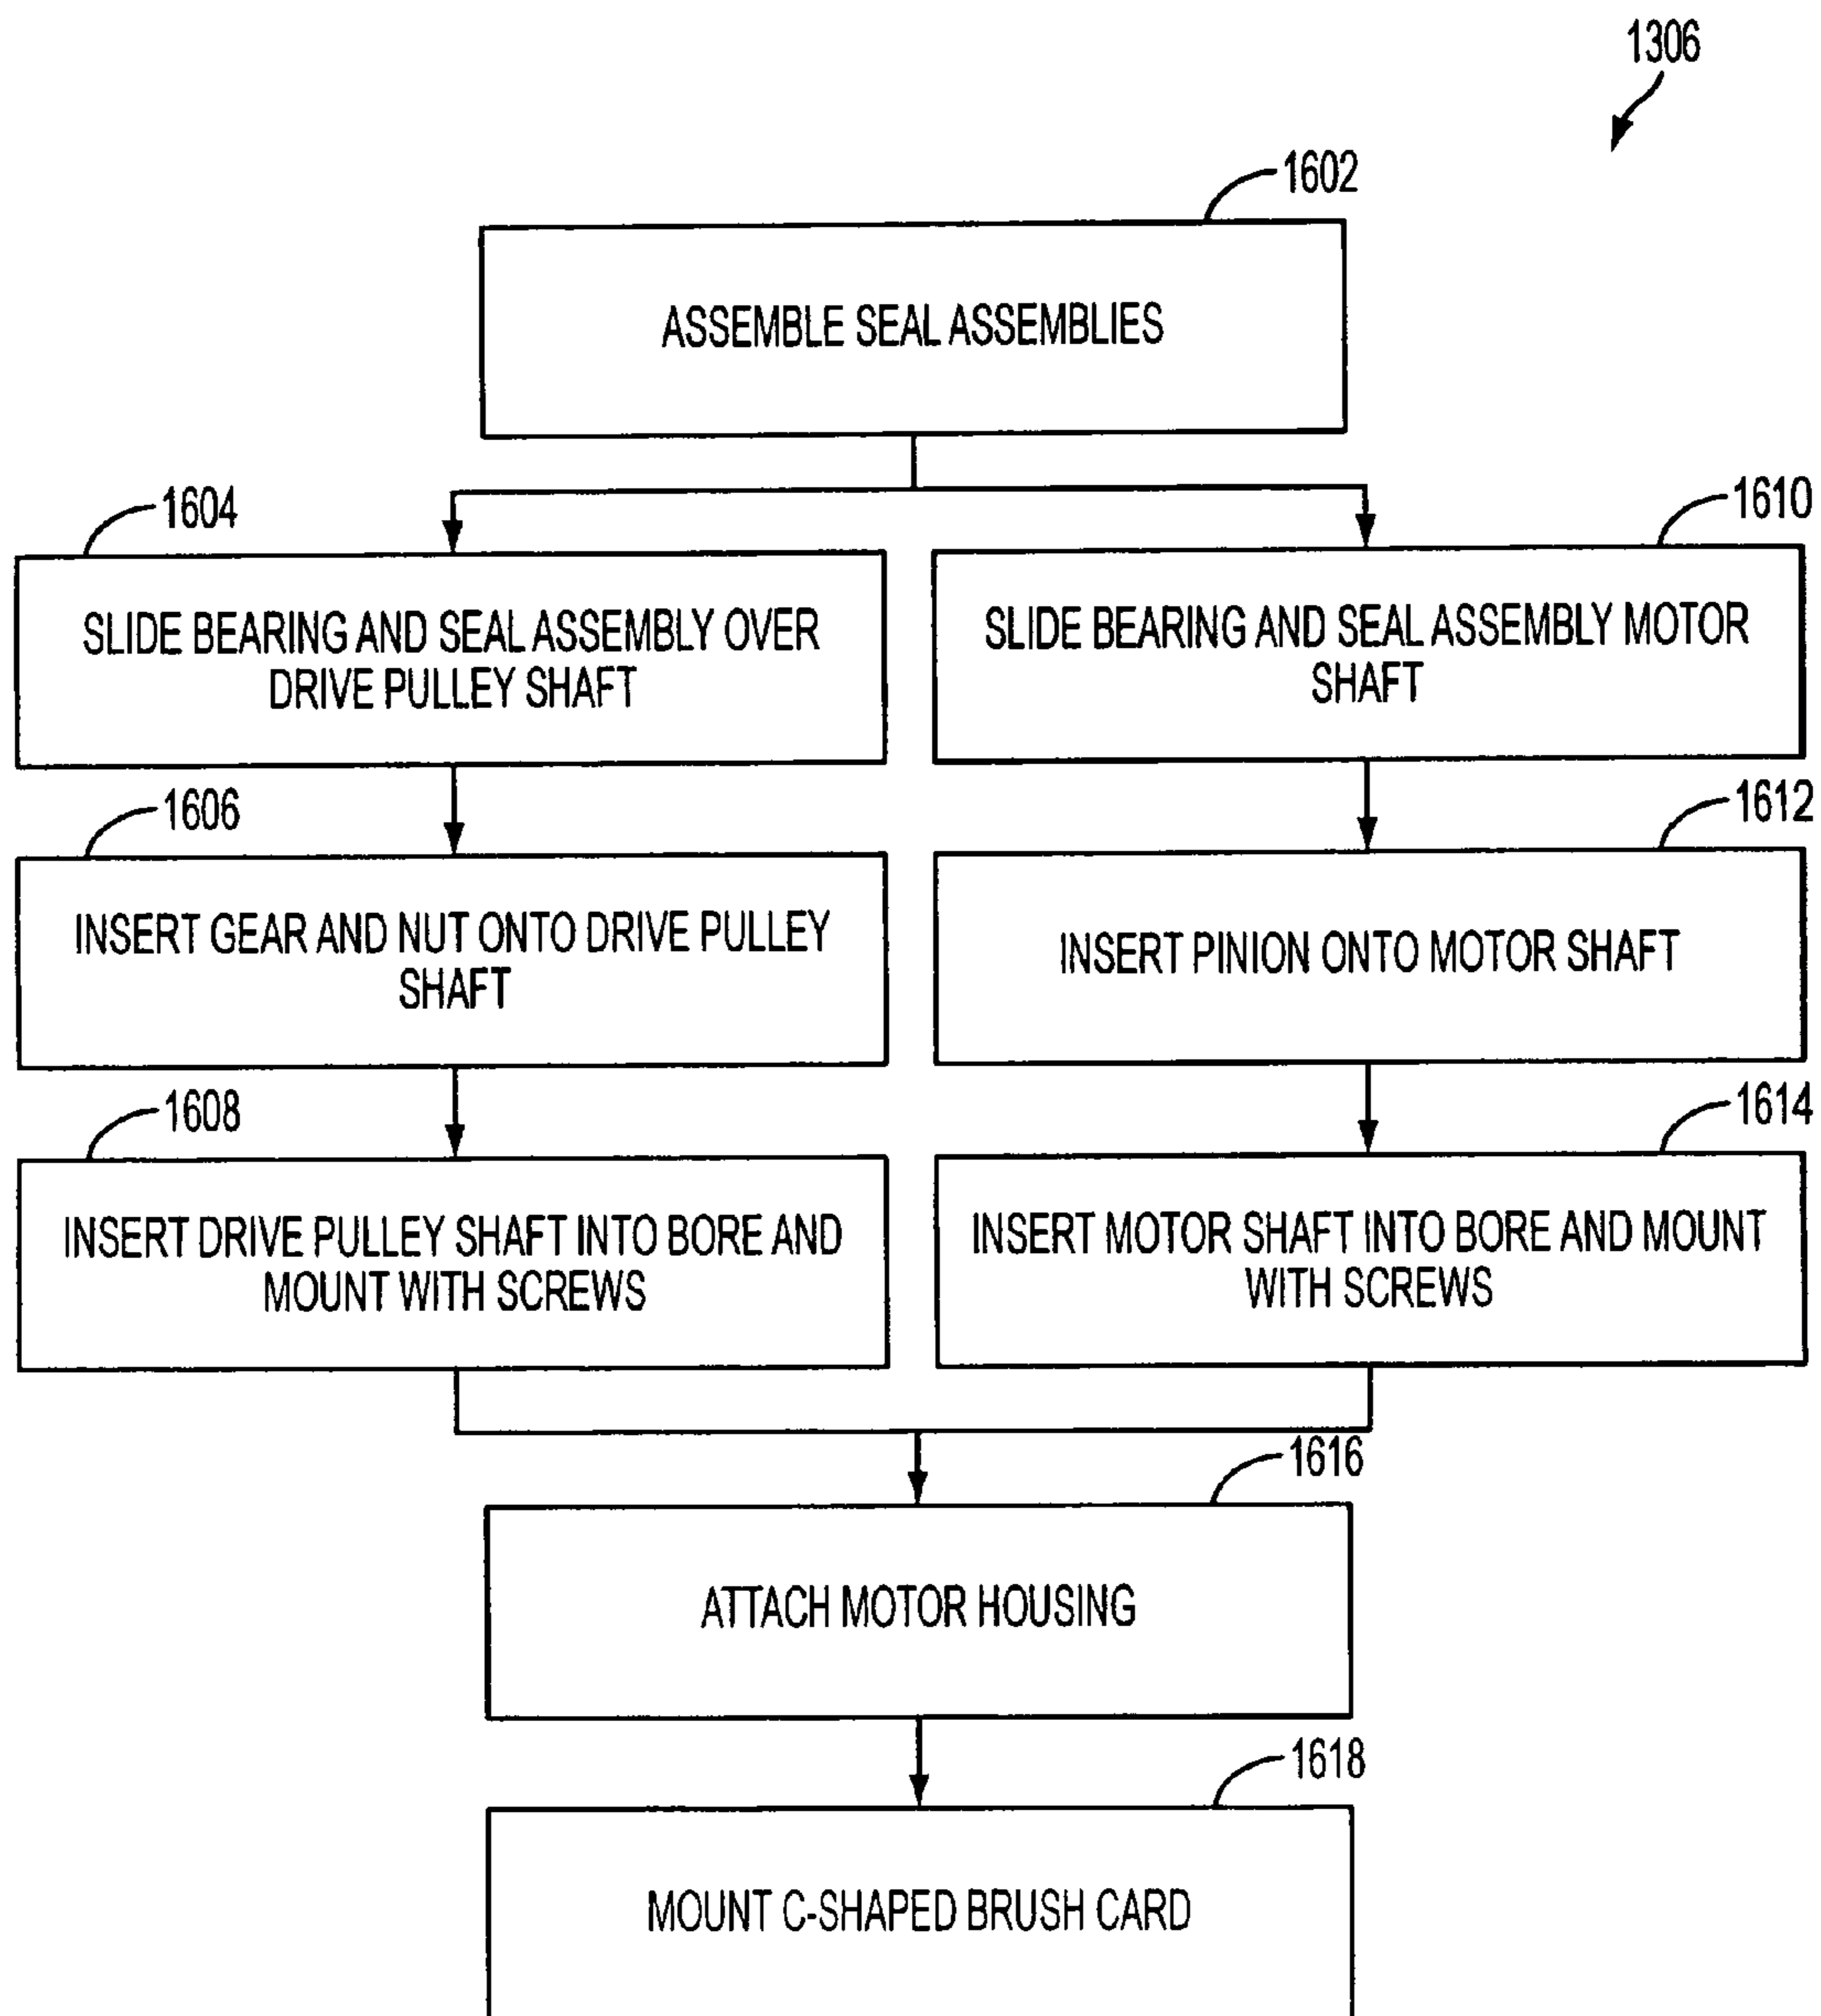 1306
1602
ASSEMBLE SEAL ASSEMBLIES
1604
SLIDE BEARING AND SEAL ASSEMBLY OVER
DRIVE PULLEY SHAFT
1610
SLIDE BEARING AND SEAL ASSEMBLY MOTOR
SHAFT
1606
INSERT GEAR AND NUT ONTO DRIVE PULLEY
SHAFT
1612
INSERT PINION ONTO MOTOR SHAFT
1608
INSERT DRIVE PULLEY SHAFT INTO BORE AND
MOUNT WITH SCREWS
1614
INSERT MOTOR SHAFT INTO BORE AND MOUNT
WITH SCREWS
1616
ATTACH MOTOR HOUSING
1618
MOUNT C-SHAPED BRUSH CARD